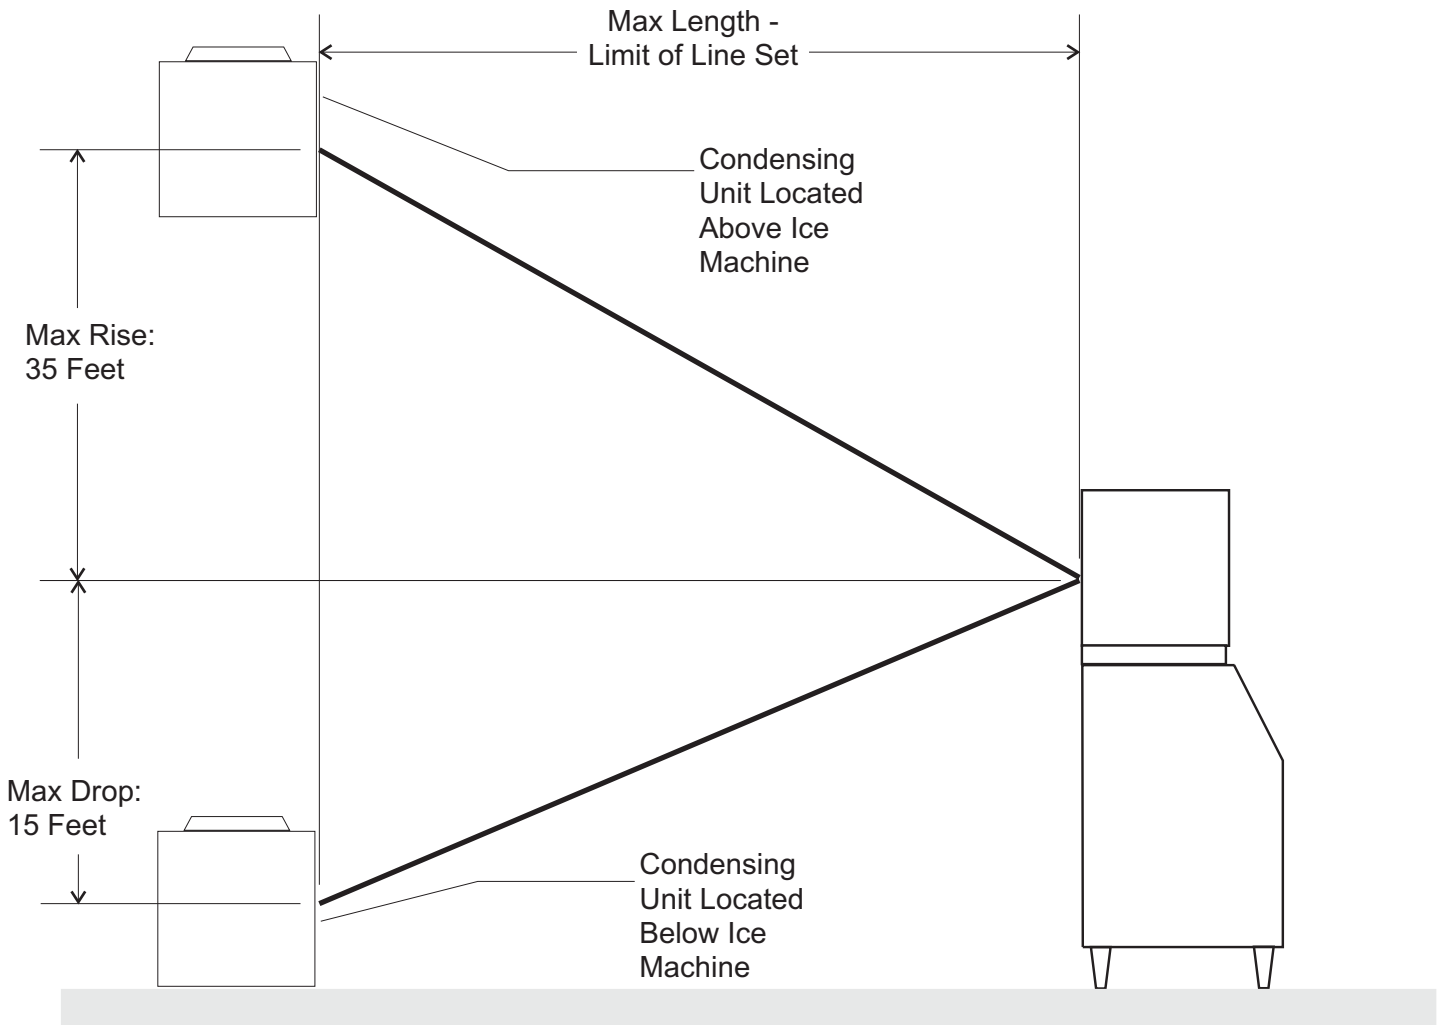 Max Length -
Limit of Line Set
Condensing
Unit Located
Above Ice
Machine
Max Rise:
35 Feet
Max Drop:
15 Feet
Condensing
Unit Located
Below Ice
Machine